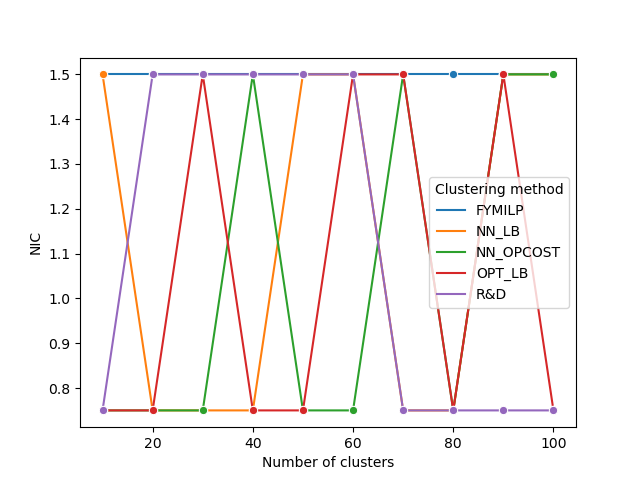 1.5
1.4
1.3
1.2
1.1
1.0
0.9
0.8
NIC
20
40
60
80
100
Number of clusters
Clustering method
FYMILP
NN_LB
NN_OPCOST
OPT_LB
R&D